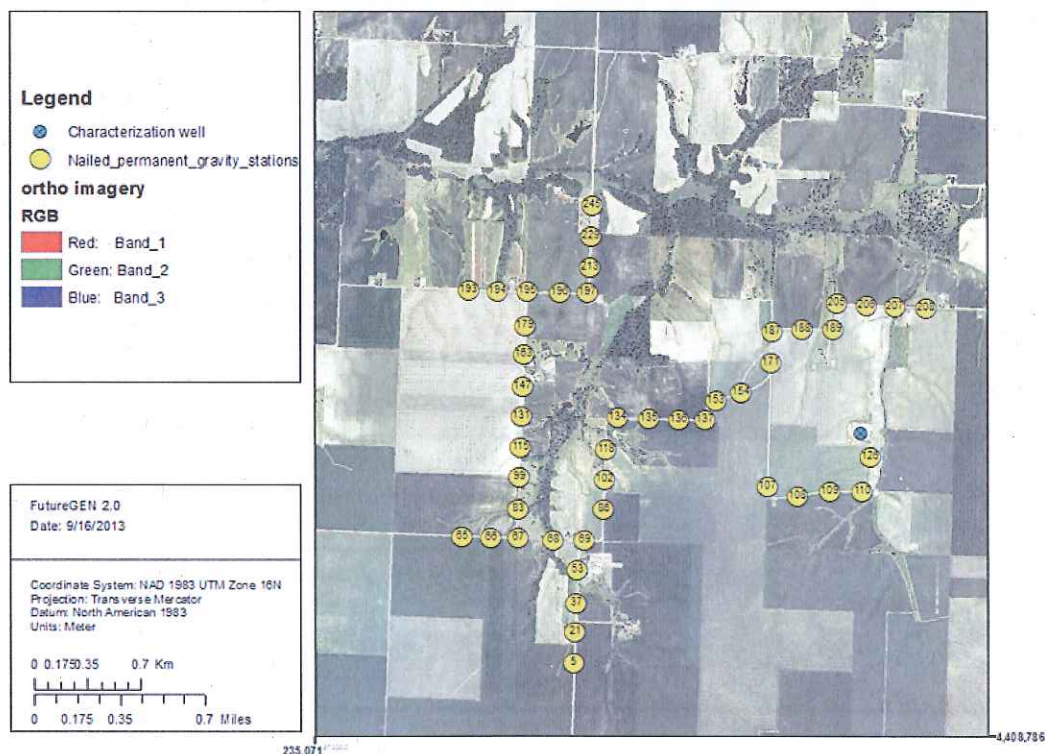 Legend
Characterization well
Nailed_permanent_gravity_stations
ortho imagery
RGB
Red: Band_1
Green: Band_2
Blue: Band_3
FutureGEN 2.0
Date: 9/16/2013
Coordinate System: NAD 1983 UTM Zone 16N
Projection: Transverse Mercator
Datum: North American 1983
Units: Meter
0 0.175 0.35 0.7 Km
0 0.175 0.35 0.7 Miles
245
229
213
193 194 195 196 197
205 206 207 208
179
187 188 189
163
171
147
154
153
131
134 135 136 137
115
118
126
99
102
107 108 109 110
83
86
65 66 67 68 69
53
37
21
5
235,071
4,408,786